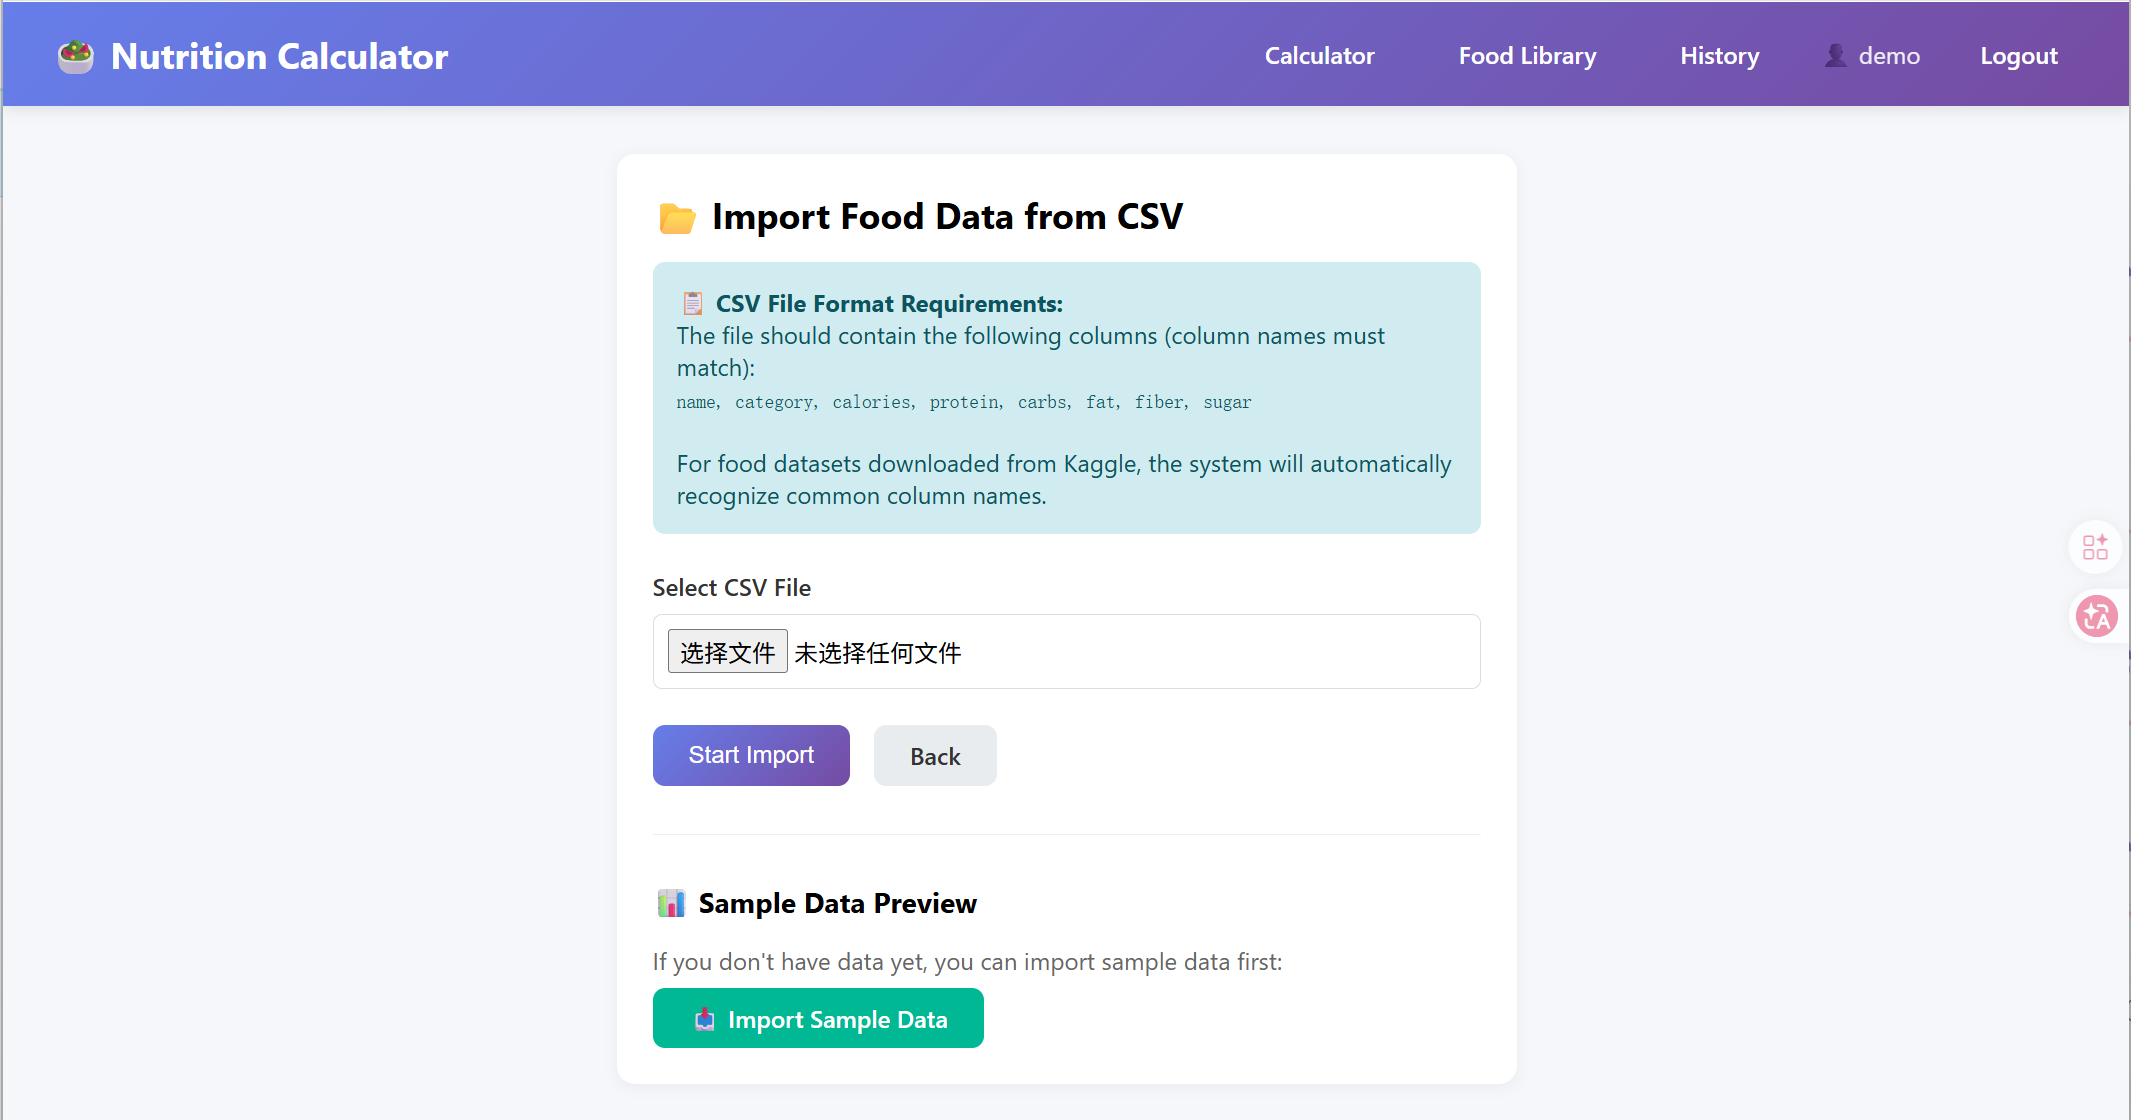 Nutrition Calculator
Calculator
Food Library
History
demo
Logout
Import Food Data from CSV
CSV File Format Requirements:
The file should contain the following columns (column names must
match):
name, category, calories, protein, carbs, fat, fiber, sugar
For food datasets downloaded from Kaggle, the system will automatically
recognize common column names.
Select CSV File
选择文件 未选择任何文件
Start Import
Back
Sample Data Preview
If you don't have data yet, you can import sample data first:
Import Sample Data